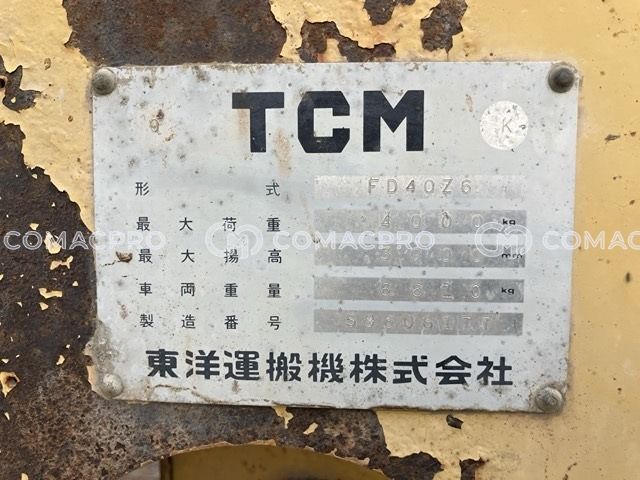 TCM
K
形式 FD40Z6
最大荷重 4000 kg
COMACPRO COMACPRO COMACPRO
最大揚高 mm
車両重量 kg
製造番号
東洋運搬機株式会社